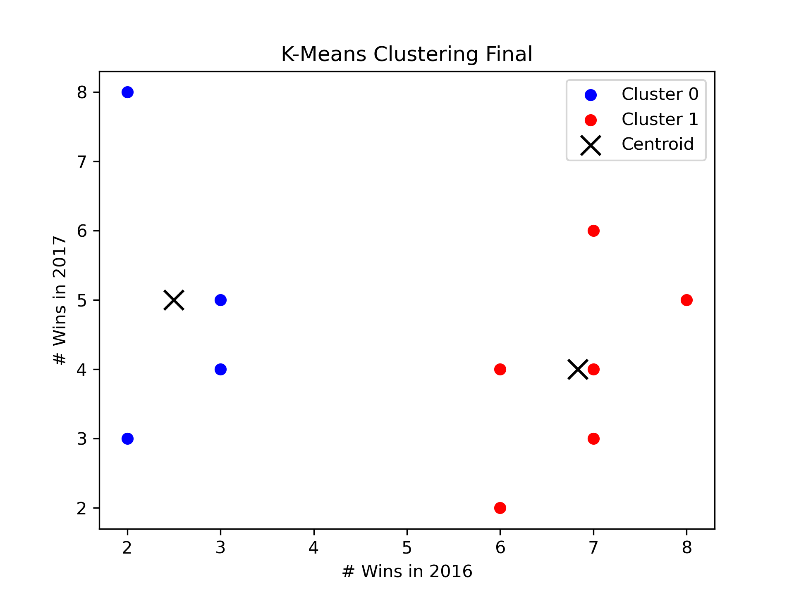 K-Means Clustering Final
Cluster 0
Cluster 1
Centroid
8
7
6
5
4
3
2
# Wins in 2017
2 3 4 5 6 7 8
# Wins in 2016